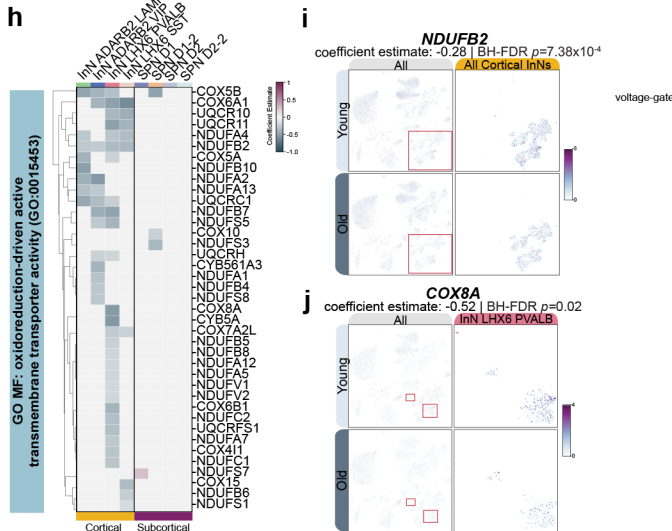 h
InN ADARB2 LAMP5
InN ADARB2 VIP
InN LHX6 PVALB
InN LHX6 SST
SPN D1
SPN D1-2
SPN D2
SPN D2-2
GO MF: oxidoreduction-driven active
transmembrane transporter activity (GO:0015453)
COX5B
COX6A1
UQCR10
UQCR11
NDUFA4
NDUFB2
COX5A
NDUFB10
NDUFA2
NDUFA13
UQCRC1
NDUFB7
NDUFS5
COX10
NDUFS3
UQCRH
CYB561A3
NDUFA1
NDUFB4
NDUFS8
COX8A
CYB5A
COX7A2L
NDUFB5
NDUFB8
NDUFA12
NDUFA5
NDUFV1
NDUFV2
COX6B1
NDUFC2
UQCRFS1
NDUFA7
COX4I1
NDUFC1
NDUFS7
COX15
NDUFB6
NDUFS1
Cortical
Subcortical
Coefficient Estimate
1
0.5
0
-0.5
-1.0
i
NDUFB2
coefficient estimate: -0.28 | BH-FDR p=7.38x10-4
All
All Cortical InNs
Young
Old
0
voltage-gate
j
COX8A
coefficient estimate: -0.52 | BH-FDR p=0.02
All
InN LHX6 PVALB
Young
Old
4
0